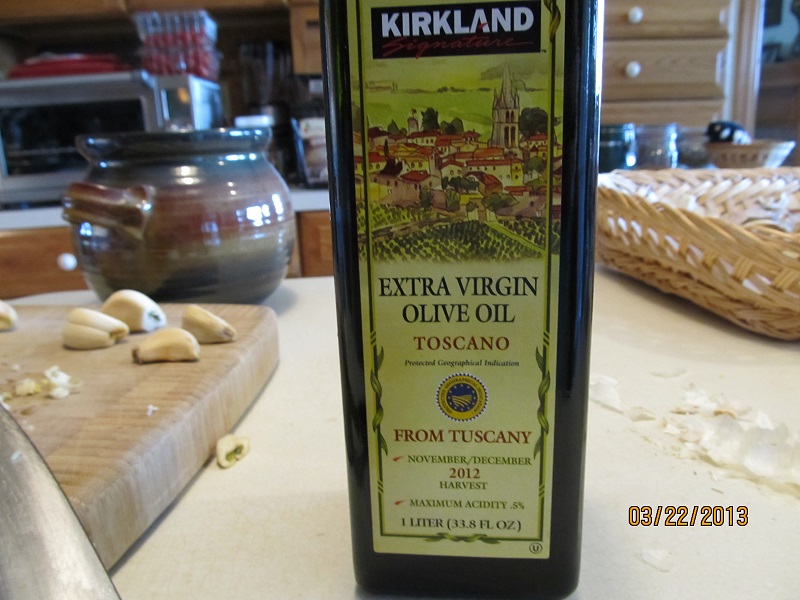 KIRKLAND
Signature
EXTRA VIRGIN
OLIVE OIL
TOSCANO
Protected Geographical Indication
FROM TUSCANY
NOVEMBER/DECEMBER
2012
HARVEST
MAXIMUM ACIDITY .5%
1 LITER (33.8 FL OZ)
U
03/22/2013